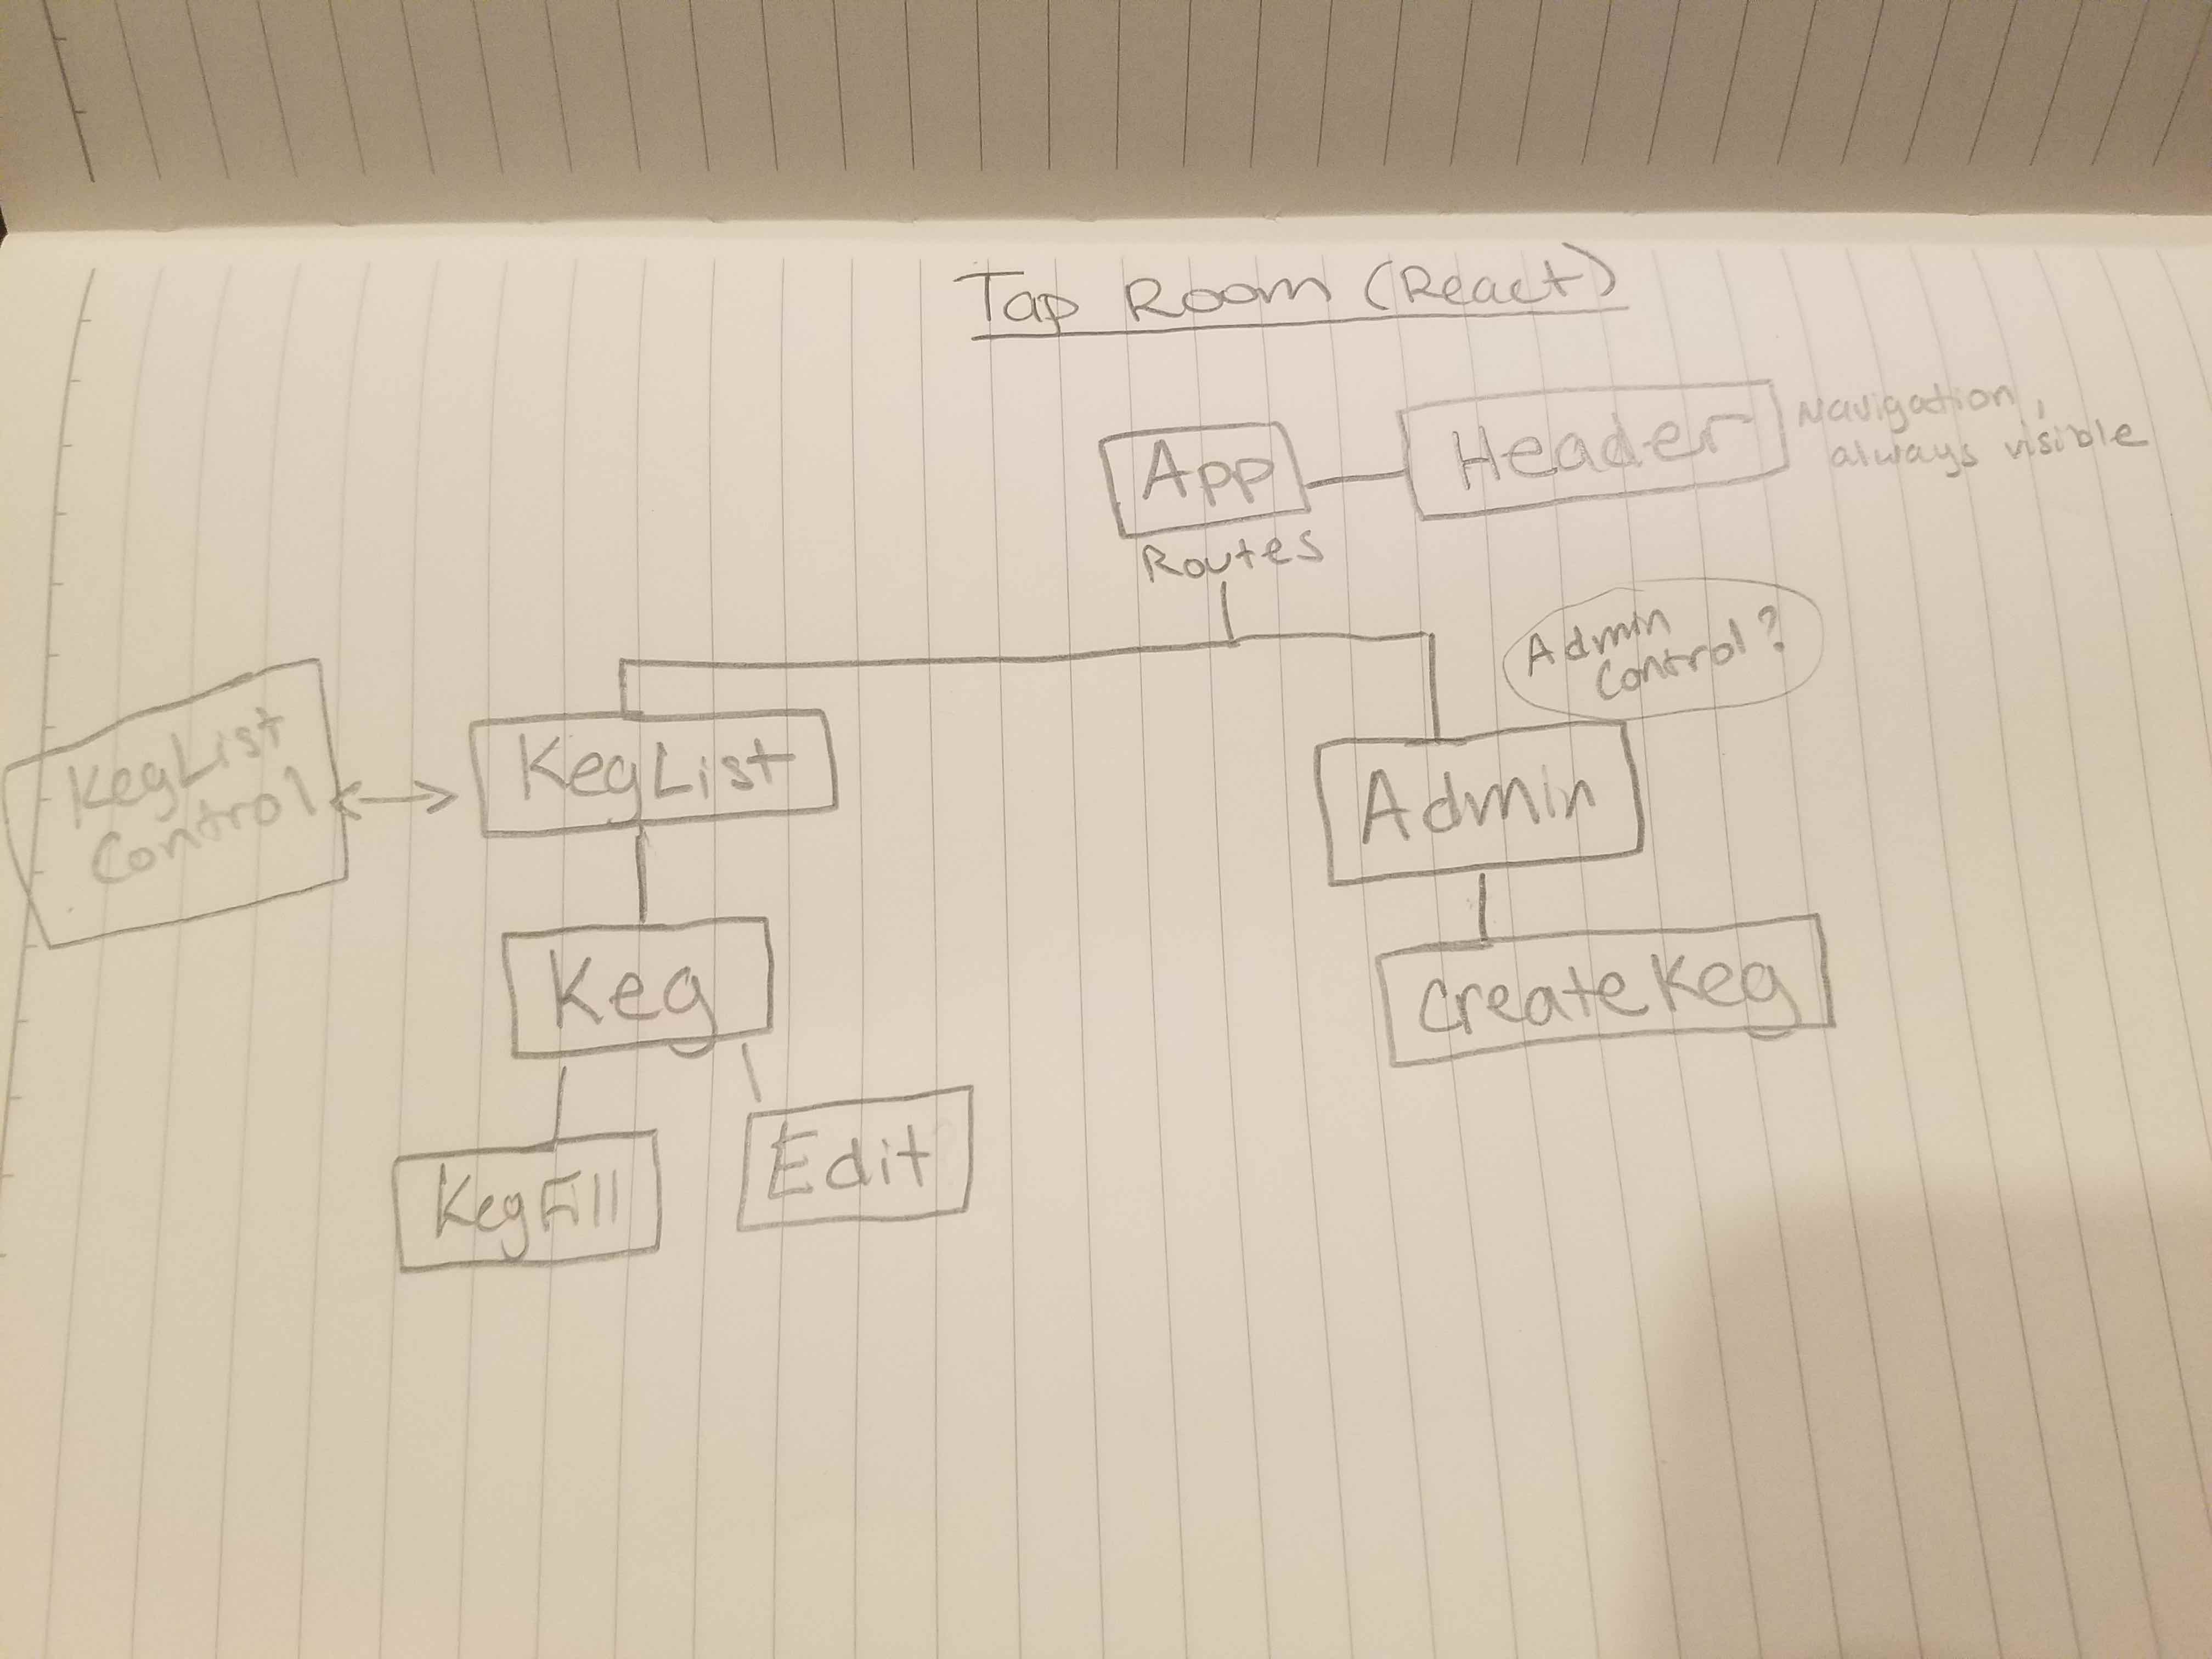 Tap Room (React)
App
Header
Navigation,
always visible
Routes
Admin
Control?
KegList
Control
KegList
Admin
Keg
CreateKeg
KegFill
Edit